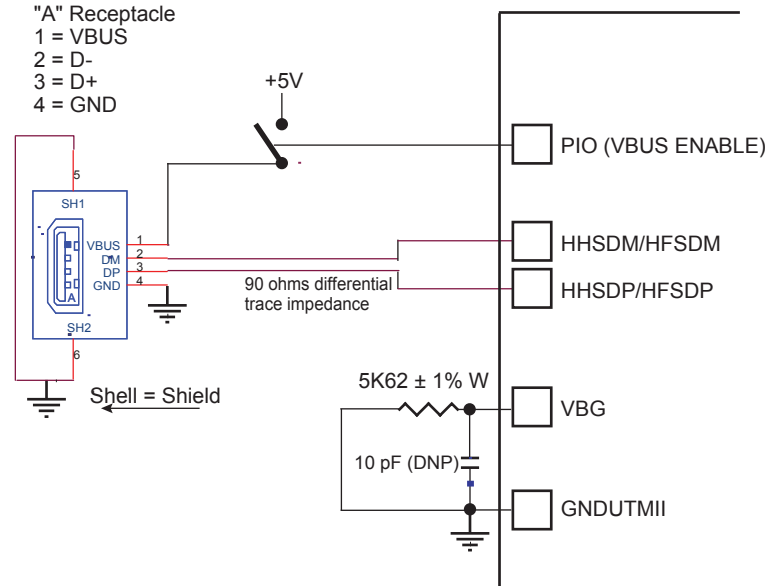 "A" Receptacle
1 = VBUS
2 = D-
3 = D+
4 = GND
+5V
PIO (VBUS ENABLE)
5
SH1
VBUS
1
DM
2
DP
3
GND
4
A
SH2
6
HHSDM/HFSDM
HHSDP/HFSDP
90 ohms differential
trace impedance
Shell = Shield
5K62 ± 1% W
VBG
10 pF (DNP)
GNDUTMII